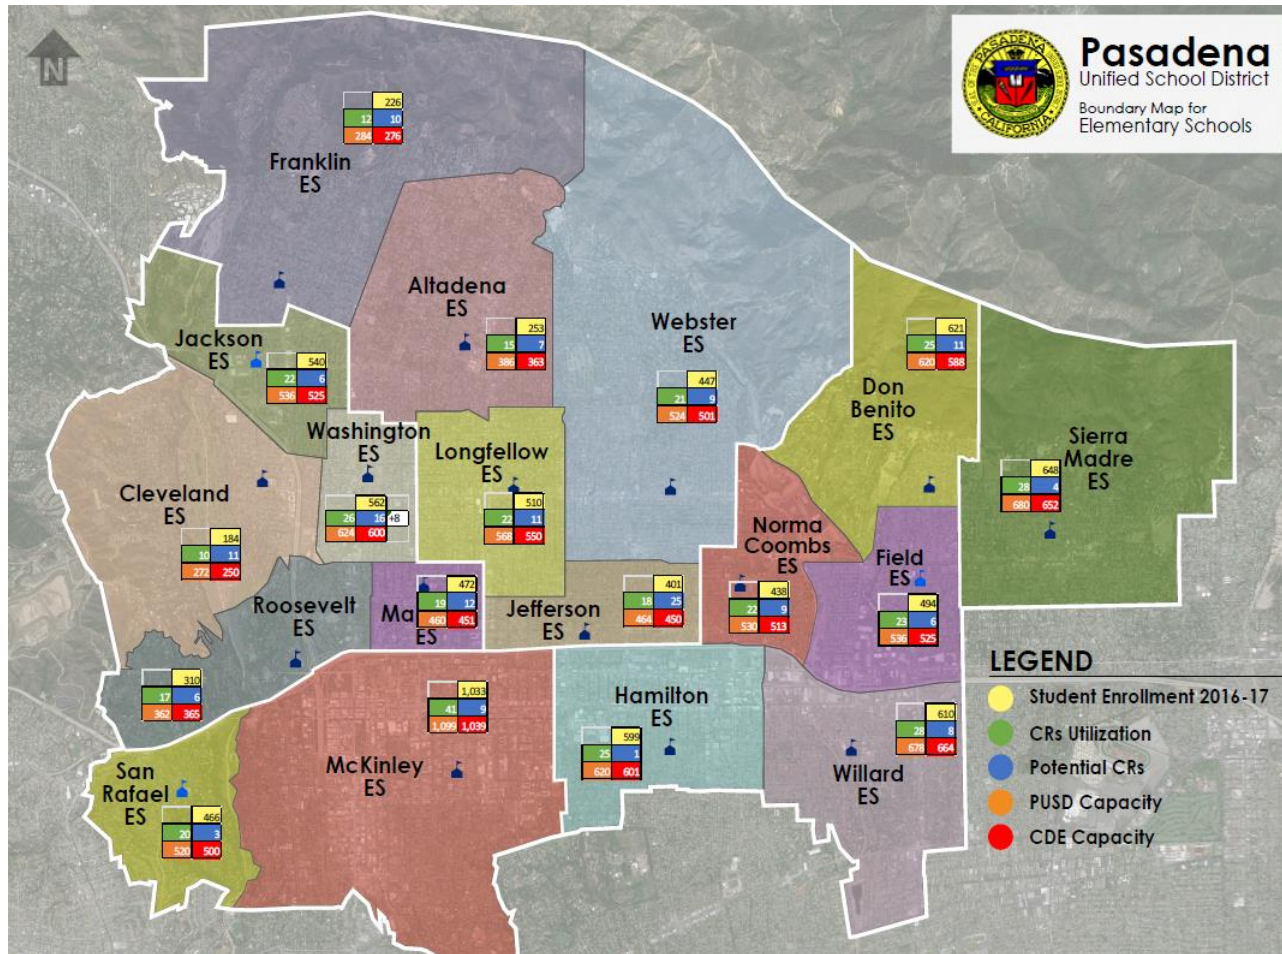 N
Pasadena
Unified School District
Boundary Map for
Elementary Schools
PASADENA
CALIFORNIA
226
12 10
284 276
Franklin
ES
Altadena
ES
253
15 7
386 363
Jackson
ES
540
22 6
536 525
Webster
ES
447
21 9
524 501
621
25 11
620 588
Don
Benito
ES
Sierra
Madre
ES
648
28 4
680 652
Washington
ES
562
26 16 +8
624 600
Longfellow
ES
510
22 11
568 550
Cleveland
ES
184
10 11
272 250
Norma
Coombs
ES
438
22 9
530 513
Field
ES
494
23 6
536 525
Roosevelt
ES
310
17 6
362 365
Ma
ES
472
19 12
460 451
Jefferson
ES
401
18 25
464 450
1,033
41 9
1,099 1,039
McKinley
ES
Hamilton
ES
599
25 1
620 601
610
28 8
678 664
Willard
ES
San
Rafael
ES
466
20 3
520 500
LEGEND
Student Enrollment 2016-17
CRs Utilization
Potential CRs
PUSD Capacity
CDE Capacity